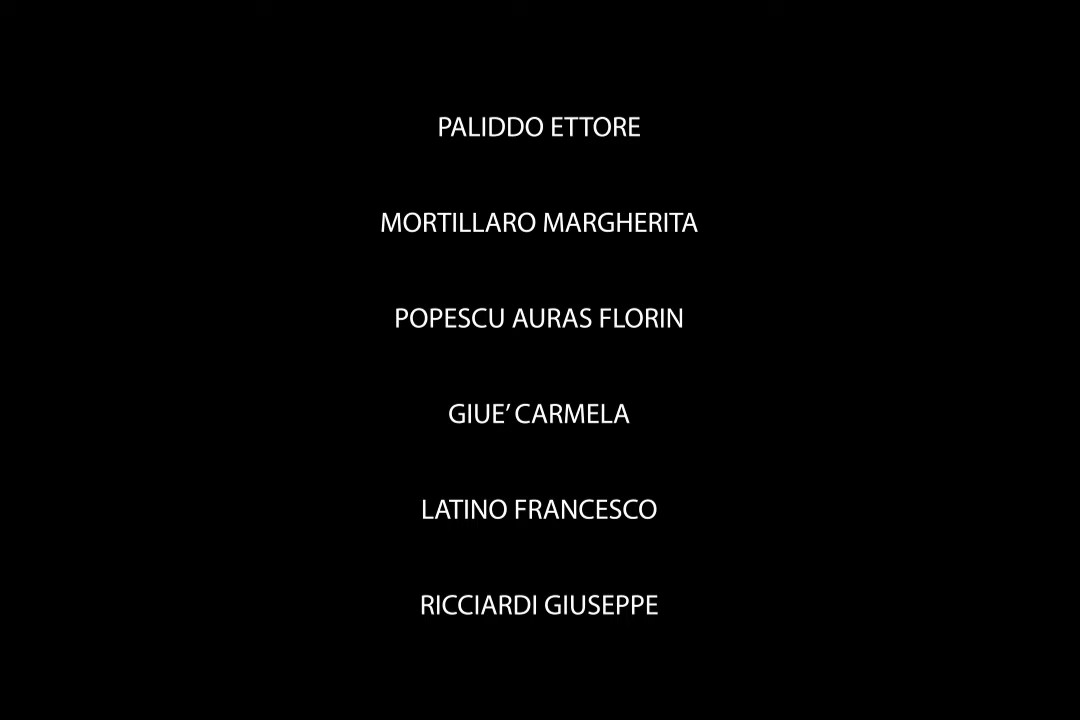 PALIDDO ETTORE
MORTILLARO MARGHERITA
POPESCU AURAS FLORIN
GIUE’ CARMELA
LATINO FRANCESCO
RICCIARDI GIUSEPPE